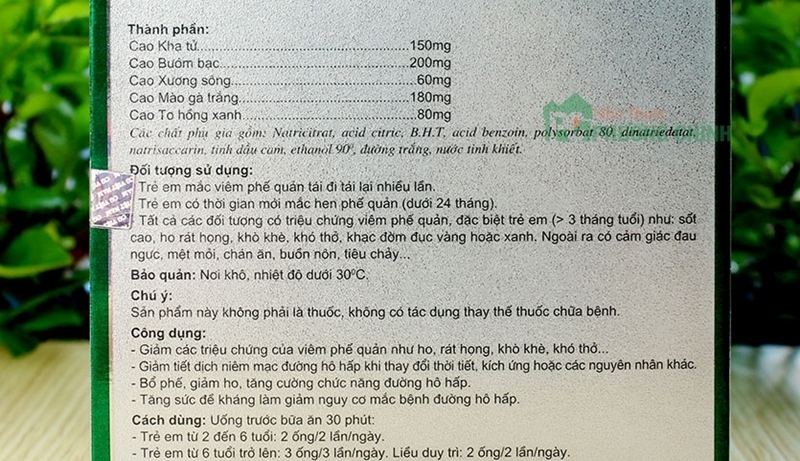 Thành phần:
Cao Kha tử..........................................150mg
Cao Bướm bạc.....................................200mg
Cao Xương sông:..................................60mg
Cao Mào gà trắng................................180mg
Cao Tơ hồng xanh................................80mg
Các chất phụ gia gồm: Natricitrat, acid citric, B.H.T, acid benzoin, polysorbat 80, dinatriedetat,
natrisaccarin, tinh dầu cam, ethanol 90⁰, đường trắng, nước tinh khiết.
Đối tượng sử dụng:
Trẻ em mắc viêm phế quản tái đi tái lại nhiều lần.
Trẻ em có thời gian mới mắc hen phế quản (dưới 24 tháng).
Tất cả các đối tượng có triệu chứng viêm phế quản, đặc biệt trẻ em (> 3 tháng tuổi) như: sốt
cao, ho rát họng, khò khè, khó thở, khạc đờm đục vàng hoặc xanh. Ngoài ra có cảm giác đau
ngực, mệt mỏi, chán ăn, buồn nôn, tiêu chảy...
Bảo quản: Nơi khô, nhiệt độ dưới 30⁰C.
Chú ý:
Sản phẩm này không phải là thuốc, không có tác dụng thay thế thuốc chữa bệnh.
Công dụng:
- Giảm các triệu chứng của viêm phế quản như ho, rát họng, khò khè, khó thở...
- Giảm tiết dịch niêm mạc đường hô hấp khi thay đổi thời tiết, kích ứng hoặc các nguyên nhân khác.
- Bổ phế, giảm ho, tăng cường chức năng đường hô hấp.
- Tăng sức đề kháng làm giảm nguy cơ mắc bệnh đường hô hấp.
Cách dùng: Uống trước bữa ăn 30 phút:
- Trẻ em từ 2 đến 6 tuổi: 2 ống/2 lần/ngày.
- Trẻ em từ 6 tuổi trở lên: 3 ống/3 lần/ngày. Liều duy trì: 2 ống/2 lần/ngày.